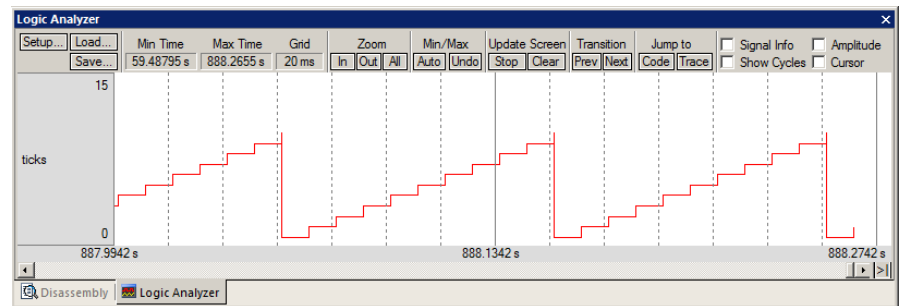 Logic Analyzer
Setup... Load... Min Time Max Time Grid Zoom Min/Max Update Screen Transition Jump to Signal Info Amplitude
Save... 59.48795 s 888.2655 s 20 ms In Out All Auto Undo Stop Clear Prev Next Code Trace Show Cycles Cursor
15
ticks
0
887.9942 s 888.1342 s 888.2742 s
Disassembly Logic Analyzer